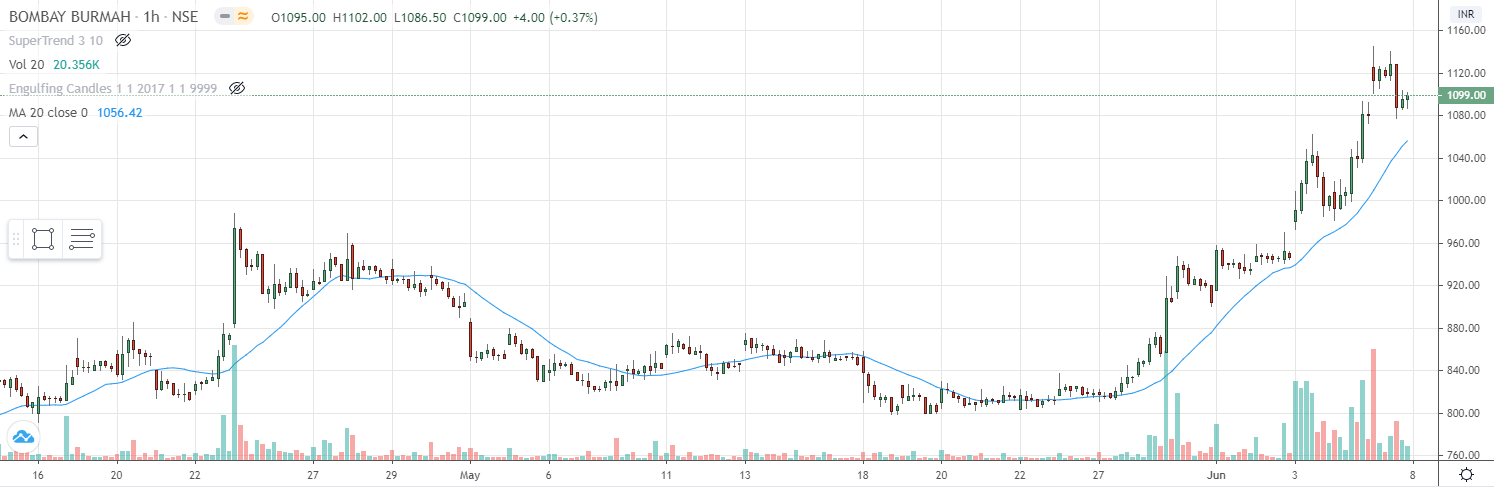 BOMBAY BURMAH · 1h · NSE O1095.00 H1102.00 L1086.50 C1099.00 +4.00 (+0.37%)
INR
SuperTrend 3 10
Vol 20 20.356K
Engulfing Candles 1 1 2017 1 1 9999
MA 20 close 0 1056.42
1160.00
1120.00
1099.00
1080.00
1040.00
1000.00
960.00
920.00
880.00
840.00
800.00
760.00
16 20 22 27 29 May 6 11 13 18 20 22 27 Jun 3 8